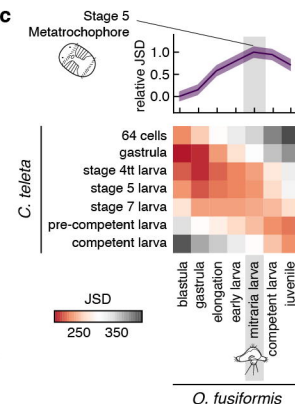 c
Stage 5
Metatrochophore
relative JSD
1.0
0.5
0.0
C. teleta
64 cells
gastrula
stage 4tt larva
stage 5 larva
stage 7 larva
pre-competent larva
competent larva
blastula
gastrula
elongation
early larva
mitraria larva
competent larva
juvenile
JSD
250 350
O. fusiformis